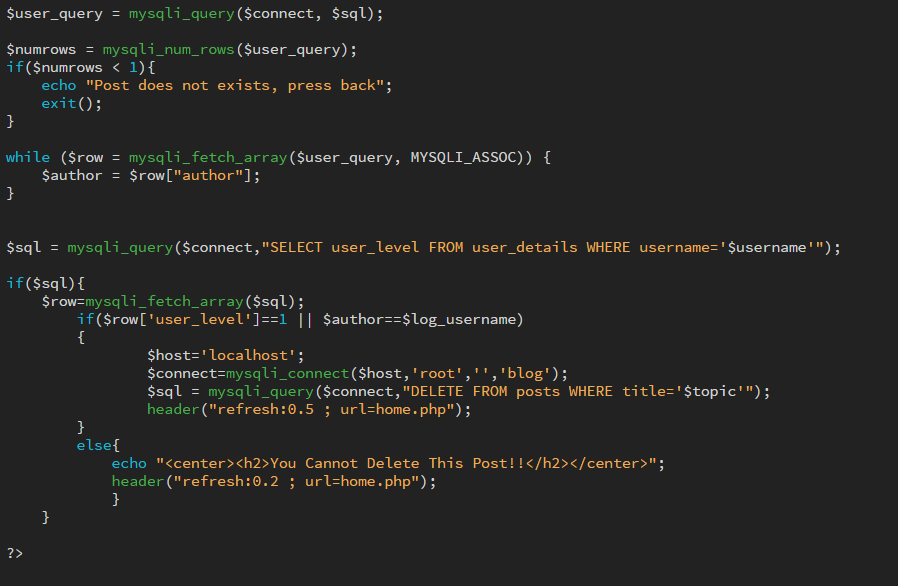 $user_query = mysqli_query($connect, $sql);
$numrows = mysqli_num_rows($user_query);
if($numrows < 1){
echo "Post does not exists, press back";
exit();
}
while ($row = mysqli_fetch_array($user_query, MYSQLI_ASSOC)) {
$author = $row["author"];
}
$sql = mysqli_query($connect,"SELECT user_level FROM user_details WHERE username='$username'");
if($sql){
$row=mysqli_fetch_array($sql);
if($row['user_level']==1 || $author==$log_username)
{
$host='localhost';
$connect=mysqli_connect($host,'root','','blog');
$sql = mysqli_query($connect,"DELETE FROM posts WHERE title='$topic'");
header("refresh:0.5 ; url=home.php");
}
else{
echo "<center><h2>You Cannot Delete This Post!!</h2></center>";
header("refresh:0.2 ; url=home.php");
}
}
?>